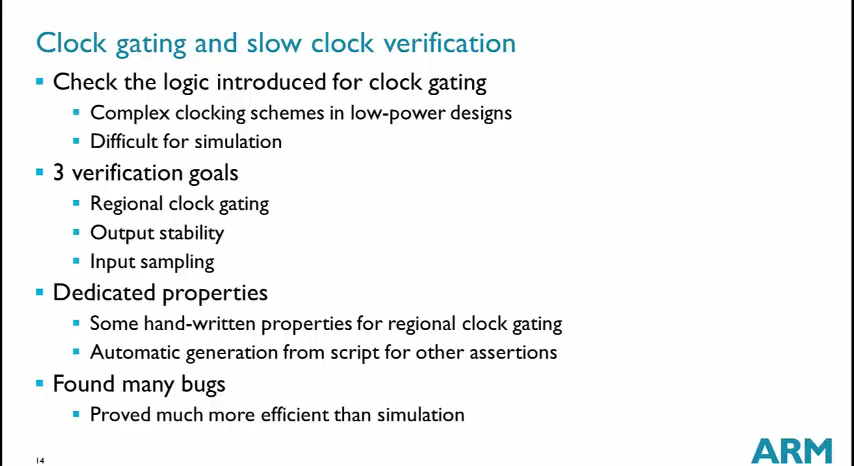 Clock gating and slow clock verification
Check the logic introduced for clock gating
Complex clocking schemes in low-power designs
Difficult for simulation
3 verification goals
Regional clock gating
Output stability
Input sampling
Dedicated properties
Some hand-written properties for regional clock gating
Automatic generation from script for other assertions
Found many bugs
Proved much more efficient than simulation
14
ARM